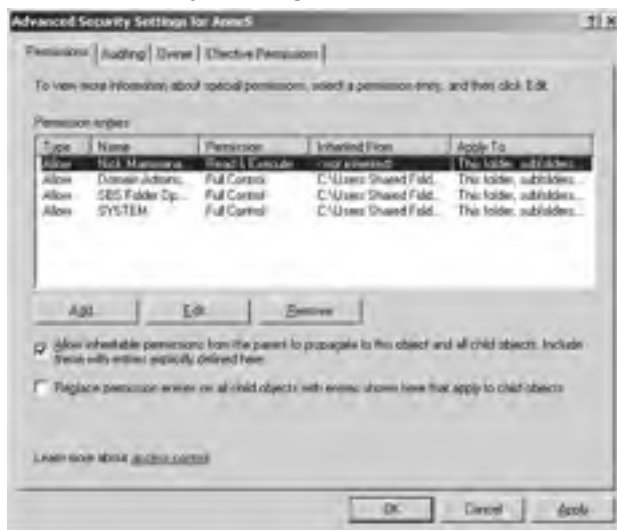 Advanced Security Settings for AnneS
Permissions Auditing Owner Effective Permissions
To view more information about special permissions, select a permission entry, and then click Edit.
Permission entries:
Type Name Permission Inherited From Apply To
Allow Nick Read & Execute <not inherited> This folder, subfolders...
Allow Domain Admins... Full Control C:\Users Shared Fold... This folder, subfolders...
Allow SBS Folder Op... Full Control C:\Users Shared Fold... This folder, subfolders...
Allow SYSTEM Full Control C:\Users Shared Fold... This folder, subfolders...
Add... Edit... Remove
Allow inheritable permissions from the parent to propagate to this object and all child objects. Include
these with entries explicitly defined here.
Replace permission entries on all child objects with entries shown here that apply to child objects
Learn more about access control.
OK Cancel Apply